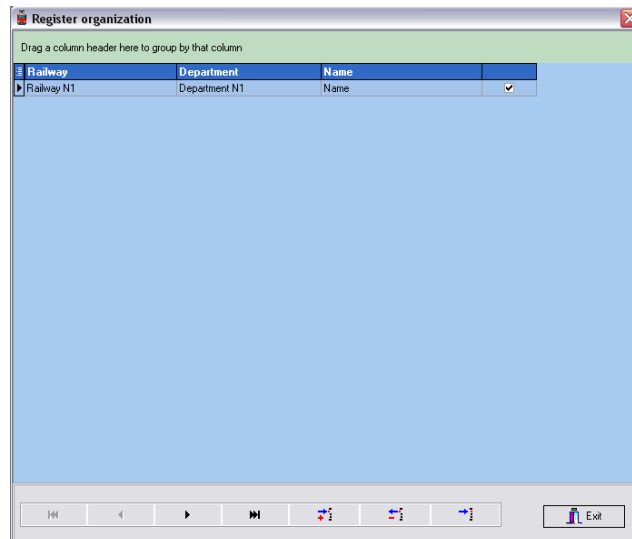 Register organization
Drag a column header here to group by that column
Railway Department Name
Railway N1 Department N1 Name
Exit